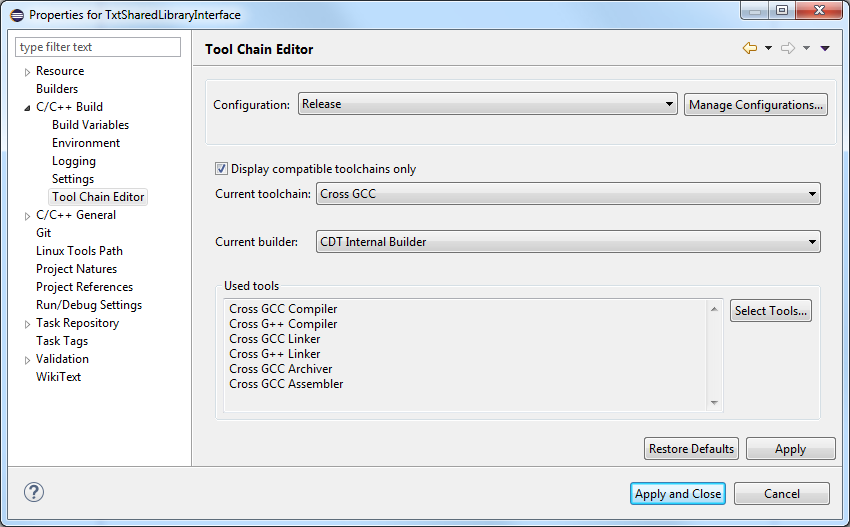 Properties for TxtSharedLibraryInterface
type filter text
Resource
Builders
C/C++ Build
Build Variables
Environment
Logging
Settings
Tool Chain Editor
C/C++ General
Git
Linux Tools Path
Project Natures
Project References
Run/Debug Settings
Task Repository
Task Tags
Validation
WikiText
Tool Chain Editor
Configuration: Release Manage Configurations...
Display compatible toolchains only
Current toolchain: Cross GCC
Current builder: CDT Internal Builder
Used tools
Cross GCC Compiler
Cross G++ Compiler
Cross GCC Linker
Cross G++ Linker
Cross GCC Archiver
Cross GCC Assembler
Select Tools...
Restore Defaults Apply
? Apply and Close Cancel